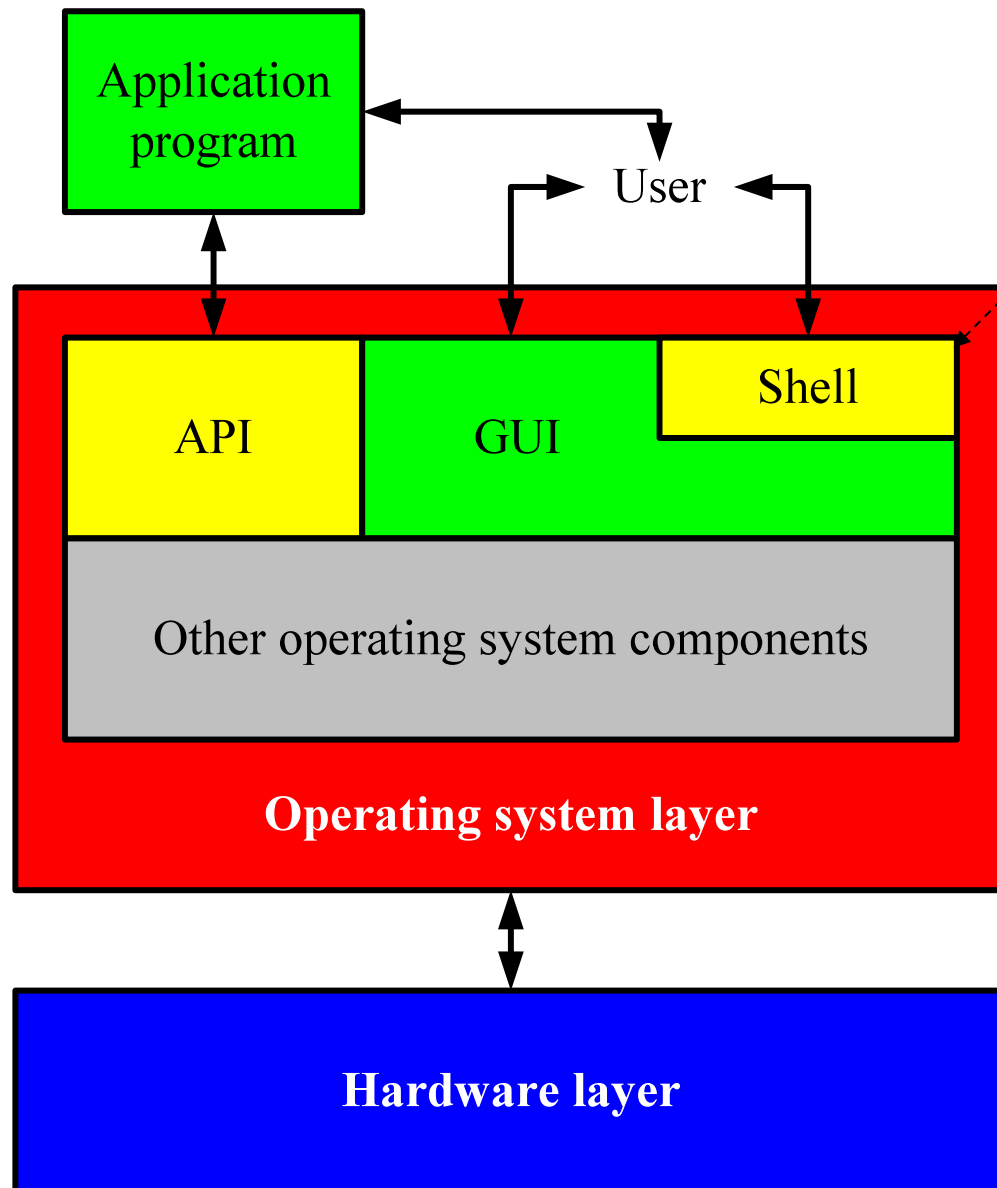 Application
program
User
Shell
API
GUI
Other operating system components
Operating system layer
Hardware layer